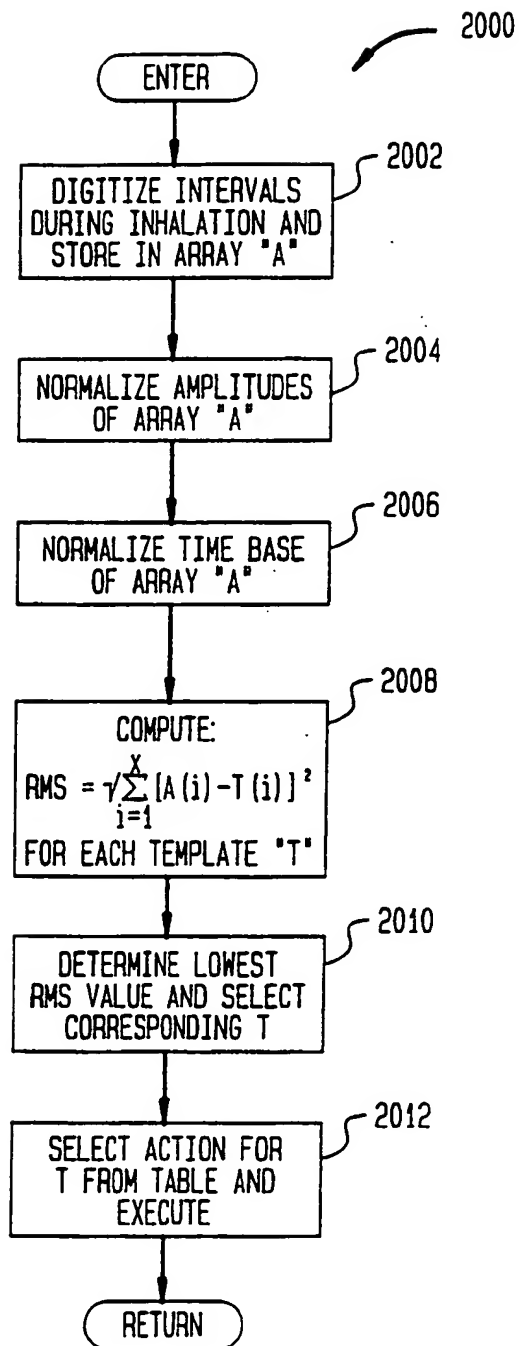 2000
ENTER
2002
DIGITIZE INTERVALS
DURING INHALATION AND
STORE IN ARRAY "A"
2004
NORMALIZE AMPLITUDES
OF ARRAY "A"
2006
NORMALIZE TIME BASE
OF ARRAY "A"
2008
COMPUTE:
RMS = √∑_{i=1}^{X} [A(i)-T(i)]²
FOR EACH TEMPLATE "T"
2010
DETERMINE LOWEST
RMS VALUE AND SELECT
CORRESPONDING T
2012
SELECT ACTION FOR
T FROM TABLE AND
EXECUTE
RETURN